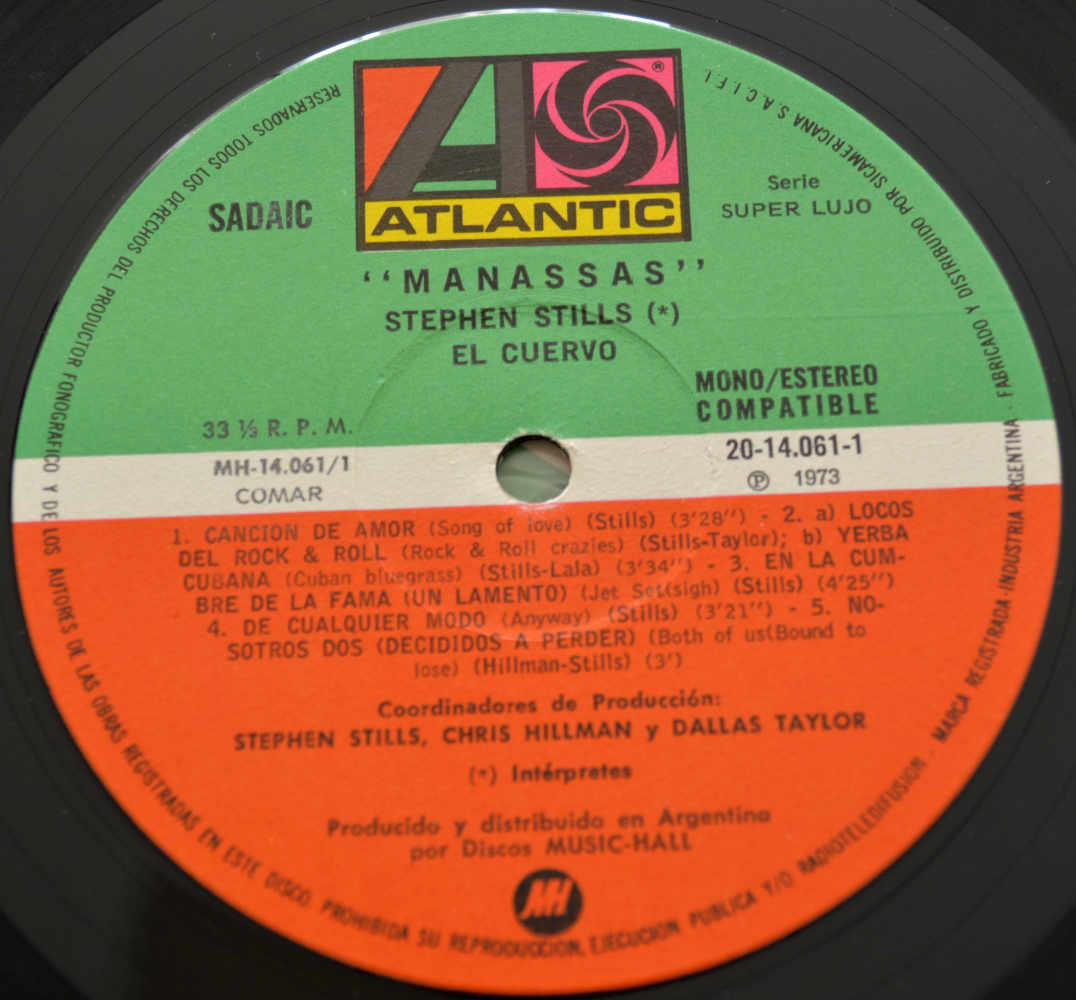 ATLANTIC
®
SADAIC
Serie
SUPER LUJO
‘‘MANASSAS’’
STEPHEN STILLS (*)
EL CUERVO
MONO/ESTEREO
COMPATIBLE
33 ⅓ R. P. M.
MH-14.061/1
COMAR
20-14.061-1
℗ 1973
1. CANCION DE AMOR (Song of love) (Stills) (3'28'') - 2. a) LOCOS
DEL ROCK & ROLL (Rock & Roll crazies) (Stills-Taylor); b) YERBA
CUBANA (Cuban bluegrass) (Stills-Lala) (3'34'') - 3. EN LA CUM-
BRE DE LA FAMA (UN LAMENTO) (Jet Set(sigh) (Stills) (4'25'')
4. DE CUALQUIER MODO (Anyway) (Stills) (3'21'') - 5. NO-
SOTROS DOS (DECIDIDOS A PERDER) (Both of us(Bound to
lose) (Hillman-Stills) (3')
Coordinadores de Producción:
STEPHEN STILLS, CHRIS HILLMAN y DALLAS TAYLOR
(*) Intérpretes
Producido y distribuido en Argentina
por Discos MUSIC-HALL
MH
RESERVADOS TODOS LOS DERECHOS DEL PRODUCTOR FONOGRAFICO Y DE LOS AUTORES DE LAS OBRAS REGISTRADAS EN ESTE DISCO. PROHIBIDA SU REPRODUCCION, EJECUCION PUBLICA Y/O RADIOTELEDIFUSION - MARCA REGISTRADA-INDUSTRIA ARGENTINA - FABRICADO Y DISTRIBUIDO POR SICAMERICANA S.A.C.I.F.I.